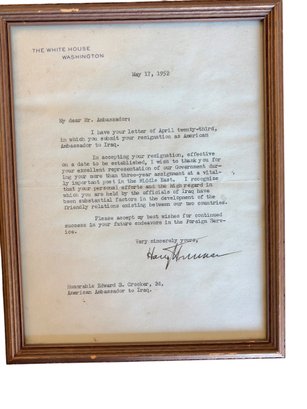 THE WHITE HOUSE
WASHINGTON
May 17, 1952
My dear Mr. Ambassador:
I have your letter of April twenty-third,
in which you submit your resignation as American
Ambassador to Iraq.
In accepting your resignation, effective
on a date to be established, I wish to thank you for
your excellent representation of our Government dur-
ing your more than three-year assignment at a vital-
ly important post in the Middle East. I recognize
that your personal efforts and the high regard in
which you are held by the officials of Iraq have
been substantial factors in the development of the
friendly relations existing between our two countries.
Please accept my best wishes for continued
success in your future endeavors in the Foreign Ser-
vice.
Very sincerely yours,
Harry Truman
Honorable Edward S. Crocker, 2d,
American Ambassador to Iraq.